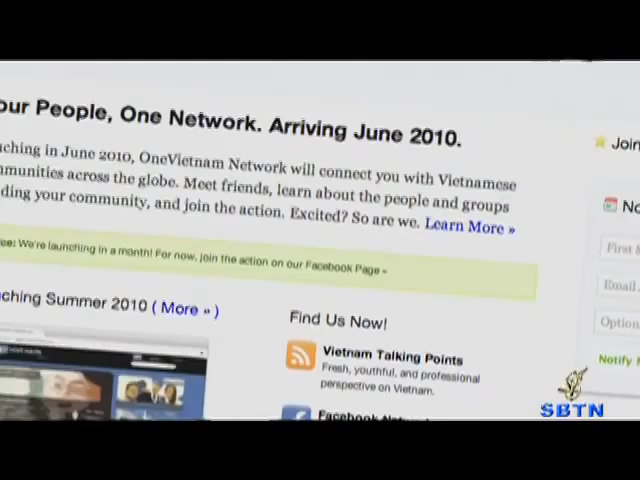 our People, One Network. Arriving June 2010.
nching in June 2010, OneVietnam Network will connect you with Vietnamese
mmunities across the globe. Meet friends, learn about the people and groups
ding your community, and join the action. Excited? So are we. Learn More »
ce: We're launching in a month! For now, join the action on our Facebook Page »
ching Summer 2010 ( More » )
Find Us Now!
Vietnam Talking Points
Fresh, youthful, and professional
perspective on Vietnam.
Facebook
Join
No
First
Email
Option
Notify
SBTN